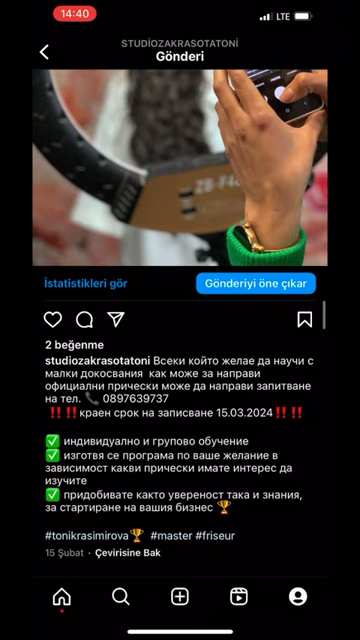 14:40
LTE
STUDİOZAKRASOTATONİ
Gönderi
İstatistikleri gör
Gönderiyi öne çıkar
2 beğenme
studiozakrasotatoni Всеки който желае да научи с
малки докосвания как може за направи
официални прически може да направи запитване
на тел. 📞 0897639737
‼️‼️краен срок на записване 15.03.2024‼️‼️
✅ индивидуално и групово обучение
✅ изготвя се програма по ваше желание в
зависимост какви прически имате интерес да
изучите
✅ придобивате както увереност така и знания,
за стартиране на вашия бизнес 🏆
#tonikrasimirova🏆 #master #friseur
15 Şubat · Çevirisine Bak